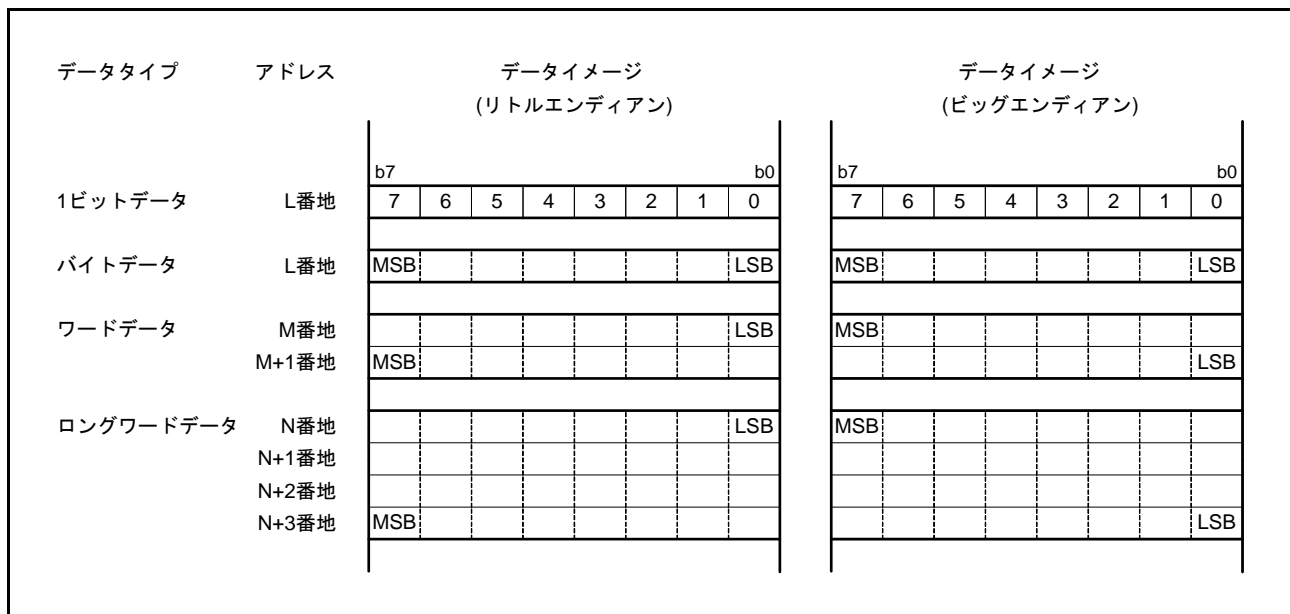 データタイプ アドレス データイメージ データイメージ
(リトルエンディアン) (ビッグエンディアン)
b7 b0 b7 b0
1ビットデータ L番地 7 6 5 4 3 2 1 0 7 6 5 4 3 2 1 0
バイトデータ L番地 MSB LSB MSB LSB
ワードデータ M番地 LSB MSB
M+1番地 MSB LSB
ロングワードデータ N番地 LSB MSB
N+1番地
N+2番地
N+3番地 MSB LSB